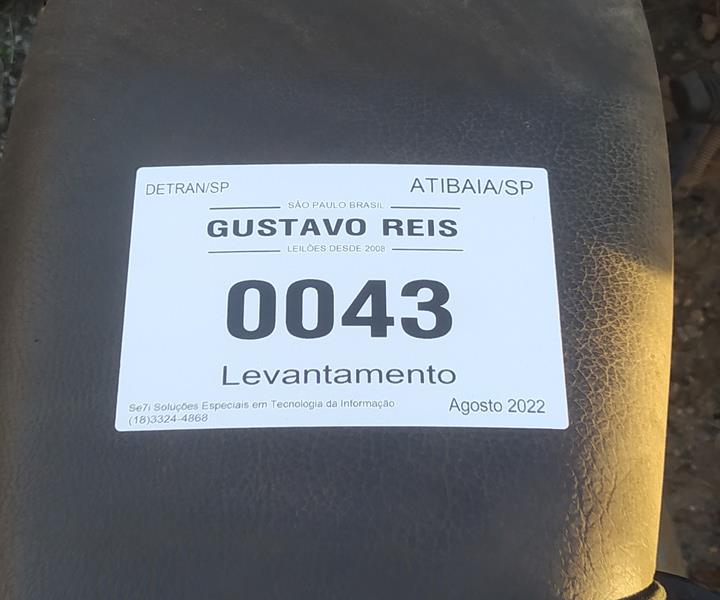 DETRAN/SP
ATIBAIA/SP
SÃO PAULO BRASIL
GUSTAVO REIS
LEILÕES DESDE 2008
0043
Levantamento
Se7i Soluções Especiais em Tecnologia da Informação
(18)3324-4868
Agosto 2022